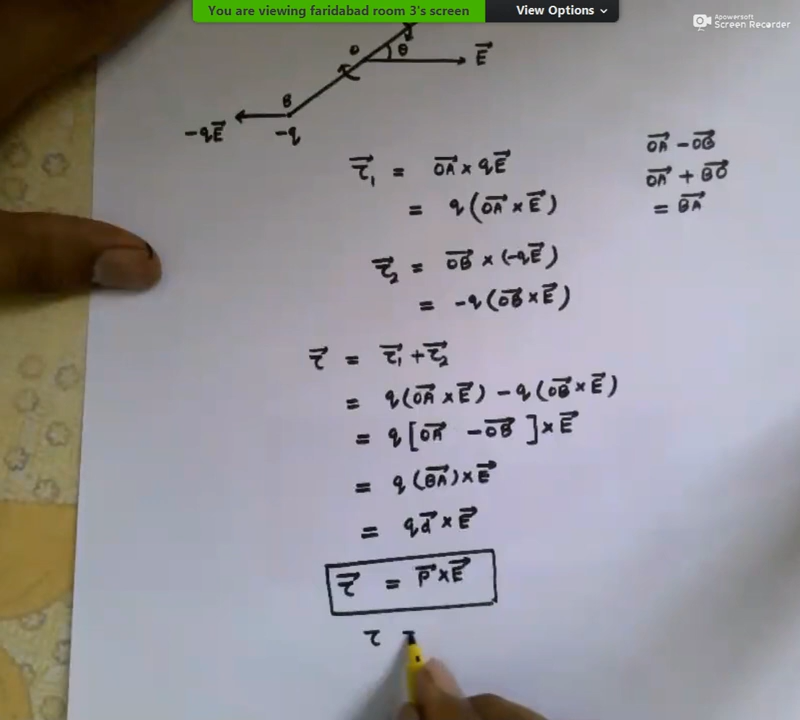 You are viewing faridabad room 3's screen
View Options
Apowersoft
Screen Recorder
O
θ
E⃗
B
-qE⃗
-q
τ⃗₁ = OA⃗ × qE⃗
= q(OA⃗ × E⃗)
OA⃗ - OB⃗
OA⃗ + BO⃗
= BA⃗
τ⃗₂ = OB⃗ × (-qE⃗)
= -q(OB⃗ × E⃗)
τ⃗ = τ⃗₁ + τ⃗₂
= q(OA⃗ × E⃗) - q(OB⃗ × E⃗)
= q[OA⃗ - OB⃗] × E⃗
= q(BA⃗) × E⃗
= qd⃗ × E⃗
τ⃗ = P⃗ × E⃗
τ